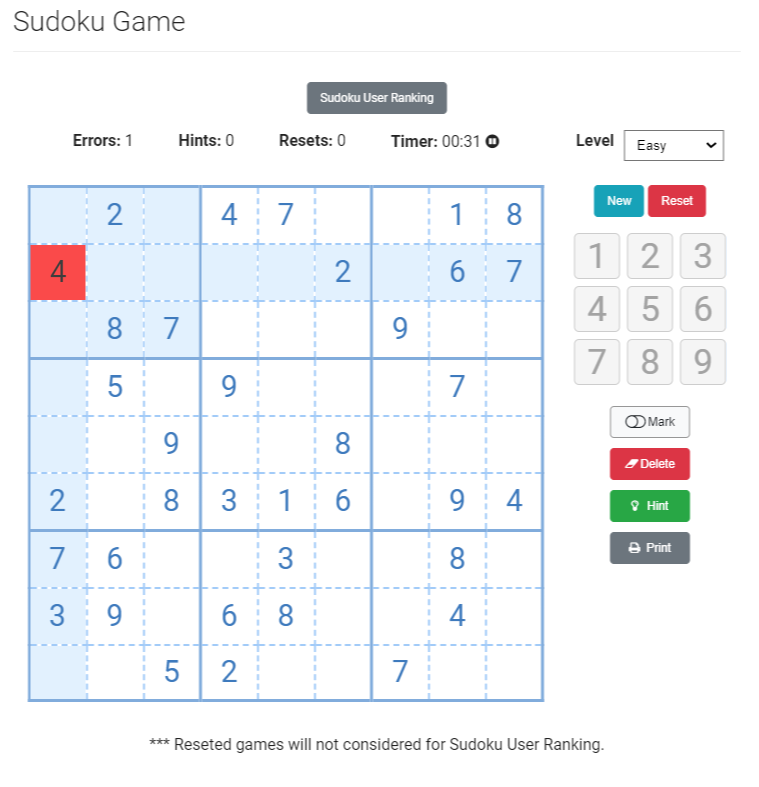 Sudoku Game
Sudoku User Ranking
Errors: 1 Hints: 0 Resets: 0 Timer: 00:31 Level Easy
New Reset
2 4 7 1 8
4 2 6 7
8 7 9
5 9 7
9 8
2 8 3 1 6 9 4
7 6 3 8
3 9 6 8 4
5 2 7
1 2 3
4 5 6
7 8 9
Mark
Delete
Hint
Print
*** Reseted games will not considered for Sudoku User Ranking.